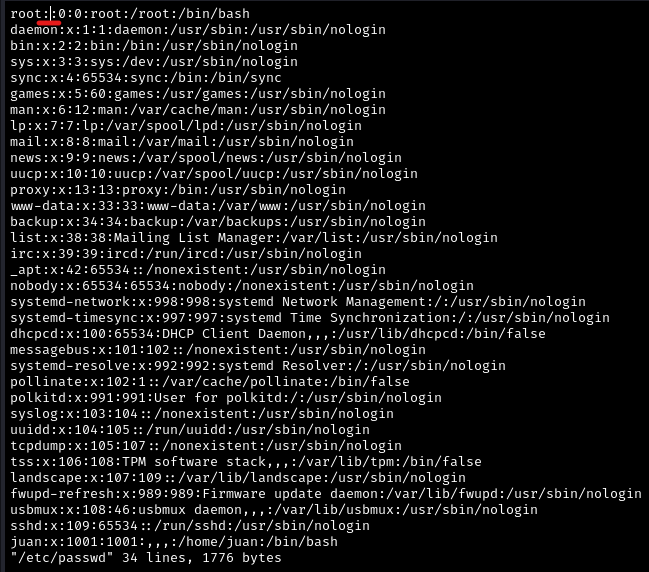 root::0:0:root:/root:/bin/bash
daemon:x:1:1:daemon:/usr/sbin:/usr/sbin/nologin
bin:x:2:2:bin:/bin:/usr/sbin/nologin
sys:x:3:3:sys:/dev:/usr/sbin/nologin
sync:x:4:65534:sync:/bin:/bin/sync
games:x:5:60:games:/usr/games:/usr/sbin/nologin
man:x:6:12:man:/var/cache/man:/usr/sbin/nologin
lp:x:7:7:lp:/var/spool/lpd:/usr/sbin/nologin
mail:x:8:8:mail:/var/mail:/usr/sbin/nologin
news:x:9:9:news:/var/spool/news:/usr/sbin/nologin
uucp:x:10:10:uucp:/var/spool/uucp:/usr/sbin/nologin
proxy:x:13:13:proxy:/bin:/usr/sbin/nologin
www-data:x:33:33:www-data:/var/www:/usr/sbin/nologin
backup:x:34:34:backup:/var/backups:/usr/sbin/nologin
list:x:38:38:Mailing List Manager:/var/list:/usr/sbin/nologin
irc:x:39:39:ircd:/run/ircd:/usr/sbin/nologin
_apt:x:42:65534::/nonexistent:/usr/sbin/nologin
nobody:x:65534:65534:nobody:/nonexistent:/usr/sbin/nologin
systemd-network:x:998:998:systemd Network Management:/:/usr/sbin/nologin
systemd-timesync:x:997:997:systemd Time Synchronization:/:/usr/sbin/nologin
dhcpcd:x:100:65534:DHCP Client Daemon,,,:/usr/lib/dhcpcd:/bin/false
messagebus:x:101:102::/nonexistent:/usr/sbin/nologin
systemd-resolve:x:992:992:systemd Resolver:/:/usr/sbin/nologin
pollinate:x:102:1::/var/cache/pollinate:/bin/false
polkitd:x:991:991:User for polkitd:/:/usr/sbin/nologin
syslog:x:103:104::/nonexistent:/usr/sbin/nologin
uuidd:x:104:105::/run/uuidd:/usr/sbin/nologin
tcpdump:x:105:107::/nonexistent:/usr/sbin/nologin
tss:x:106:108:TPM software stack,,,:/var/lib/tpm:/bin/false
landscape:x:107:109::/var/lib/landscape:/usr/sbin/nologin
fwupd-refresh:x:989:989:Firmware update daemon:/var/lib/fwupd:/usr/sbin/nologin
usbmux:x:108:46:usbmux daemon,,,:/var/lib/usbmux:/usr/sbin/nologin
sshd:x:109:65534::/run/sshd:/usr/sbin/nologin
juan:x:1001:1001:,,,:/home/juan:/bin/bash
"/etc/passwd" 34 lines, 1776 bytes